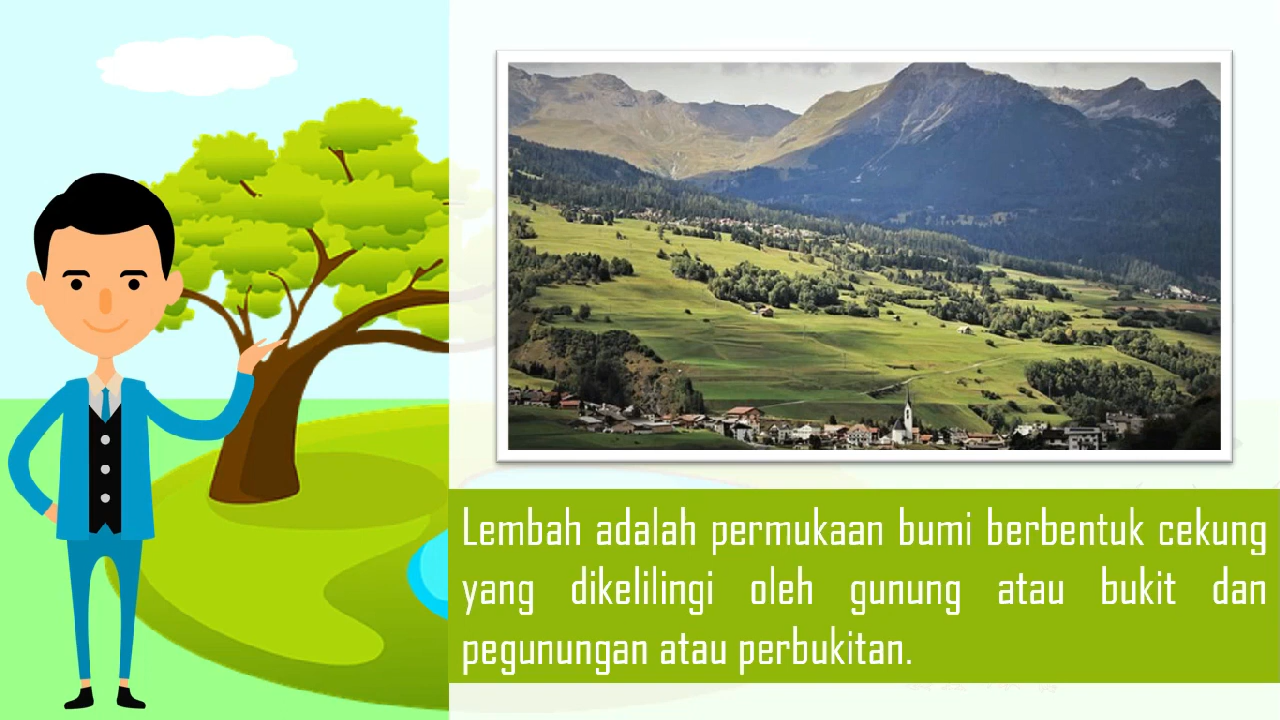 Lembah adalah permukaan bumi berbentuk cekung
yang dikelilingi oleh gunung atau bukit dan
pegunungan atau perbukitan.